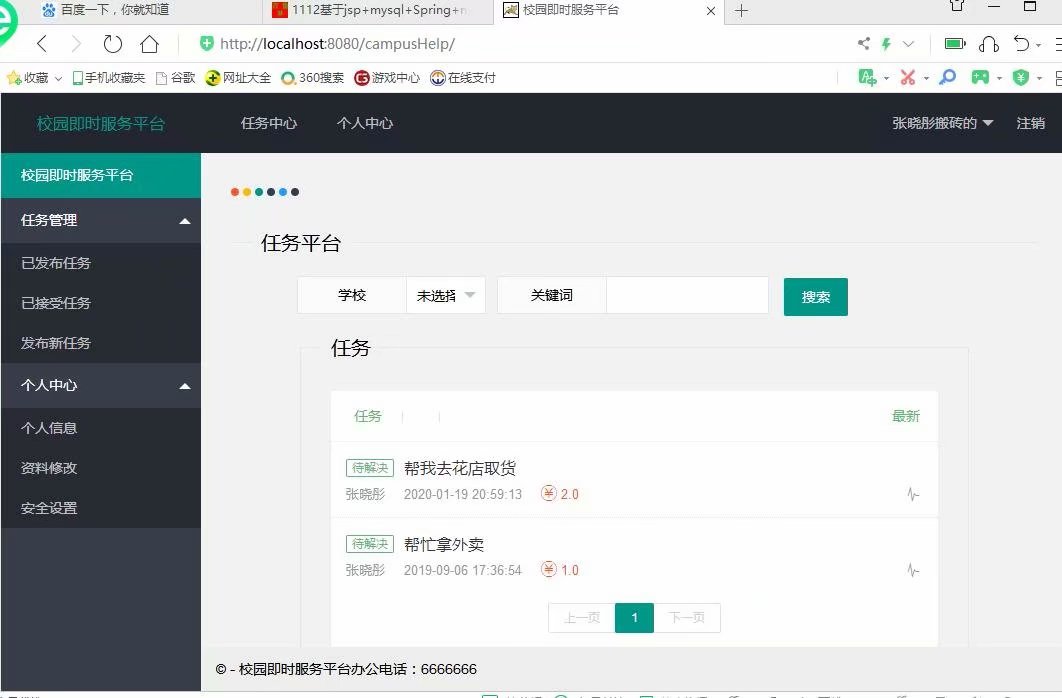 百度一下，你就知道 1112基于jsp+mysql+Spring+m 校园即时服务平台
http://localhost:8080/campusHelp/
收藏 手机收藏夹 谷歌 网址大全 360搜索 游戏中心 在线支付
校园即时服务平台 任务中心 个人中心 张晓彤搬砖的 注销
校园即时服务平台
任务管理
已发布任务
已接受任务
发布新任务
个人中心
个人信息
资料修改
安全设置
任务平台
学校 未选择 关键词 搜索
任务
任务 最新
待解决 帮我去花店取货
张晓彤 2020-01-19 20:59:13 ¥ 2.0
待解决 帮忙拿外卖
张晓彤 2019-09-06 17:36:54 ¥ 1.0
上一页 1 下一页
© - 校园即时服务平台办公电话：6666666